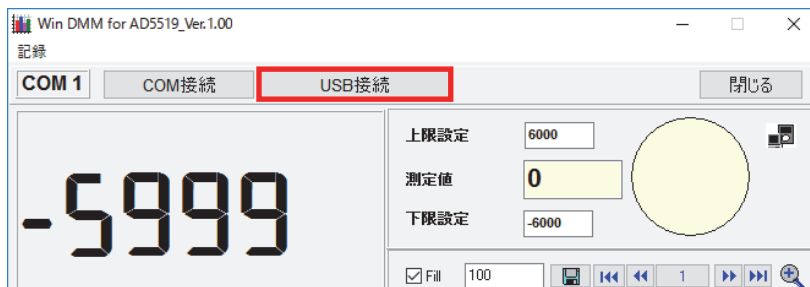 Win DMM for AD5519_Ver.1.00
記録
COM 1 COM接続 USB接続 閉じる
-5999
上限設定 6000
測定値 0
下限設定 -6000
Fill 100 1